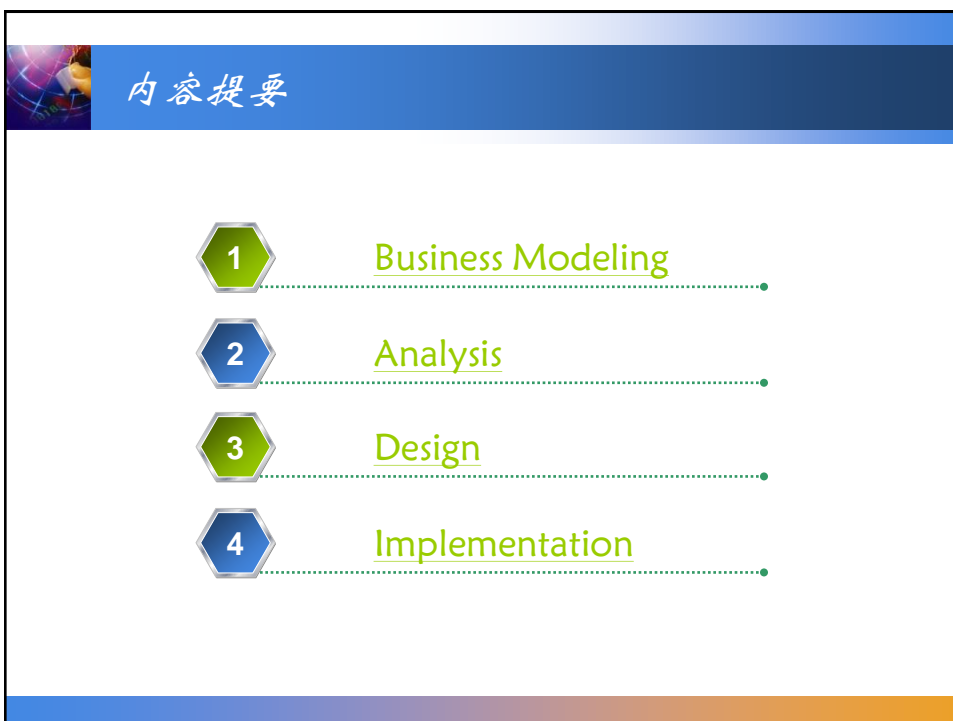 内容提要
1 Business Modeling
2 Analysis
3 Design
4 Implementation